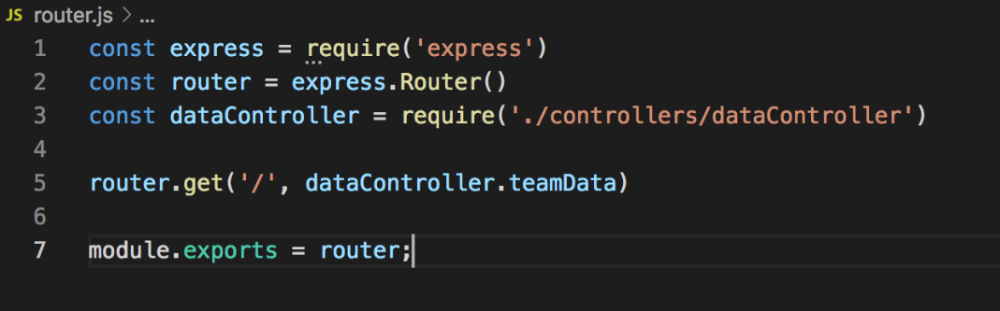 JS router.js > ...
1 const express = require('express')
2 const router = express.Router()
3 const dataController = require('./controllers/dataController')
4
5 router.get('/', dataController.teamData)
6
7 module.exports = router;